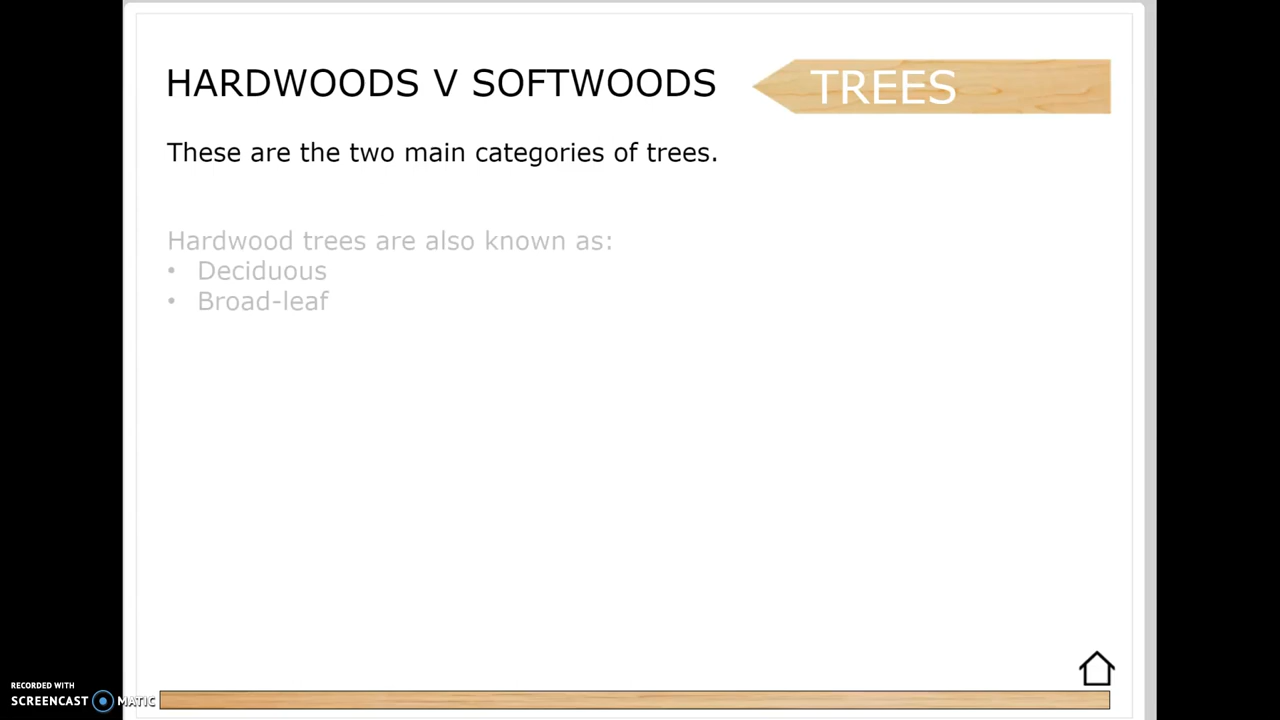 HARDWOODS V SOFTWOODS
TREES
These are the two main categories of trees.
Hardwood trees are also known as:
• Deciduous
• Broad-leaf
RECORDED WITH
SCREENCAST MATIC